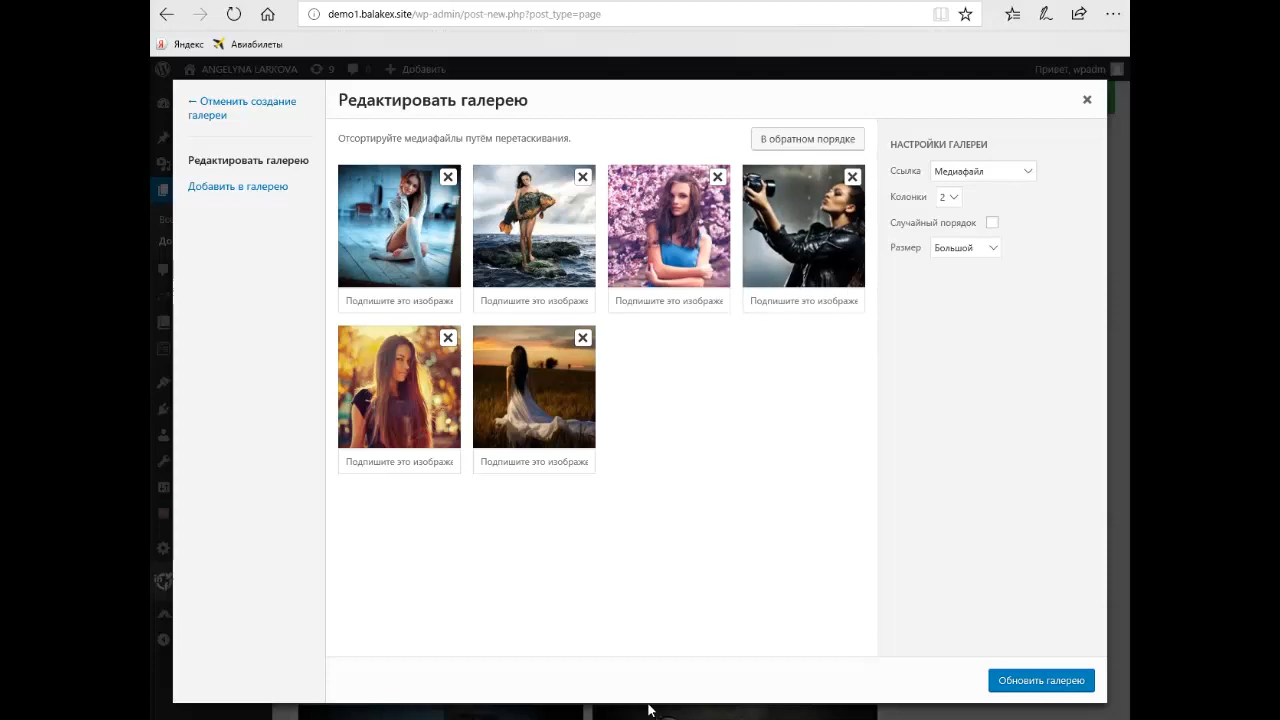 demo1.balakex.site/wp-admin/post-new.php?post_type=page
Яндекс
Авиабилеты
ANGELYNA LARKOVA
9
Добавить
Привет, wpadm
← Отменить создание
галереи
Редактировать галерею
Добавить в галерею
Редактировать галерею
Отсортируйте медиафайлы путём перетаскивания.
В обратном порядке
Подпишите это изображе
Подпишите это изображе
Подпишите это изображе
Подпишите это изображе
Подпишите это изображе
Подпишите это изображе
НАСТРОЙКИ ГАЛЕРЕИ
Ссылка
Медиафайл
Колонки
2
Случайный порядок
Размер
Большой
Обновить галерею